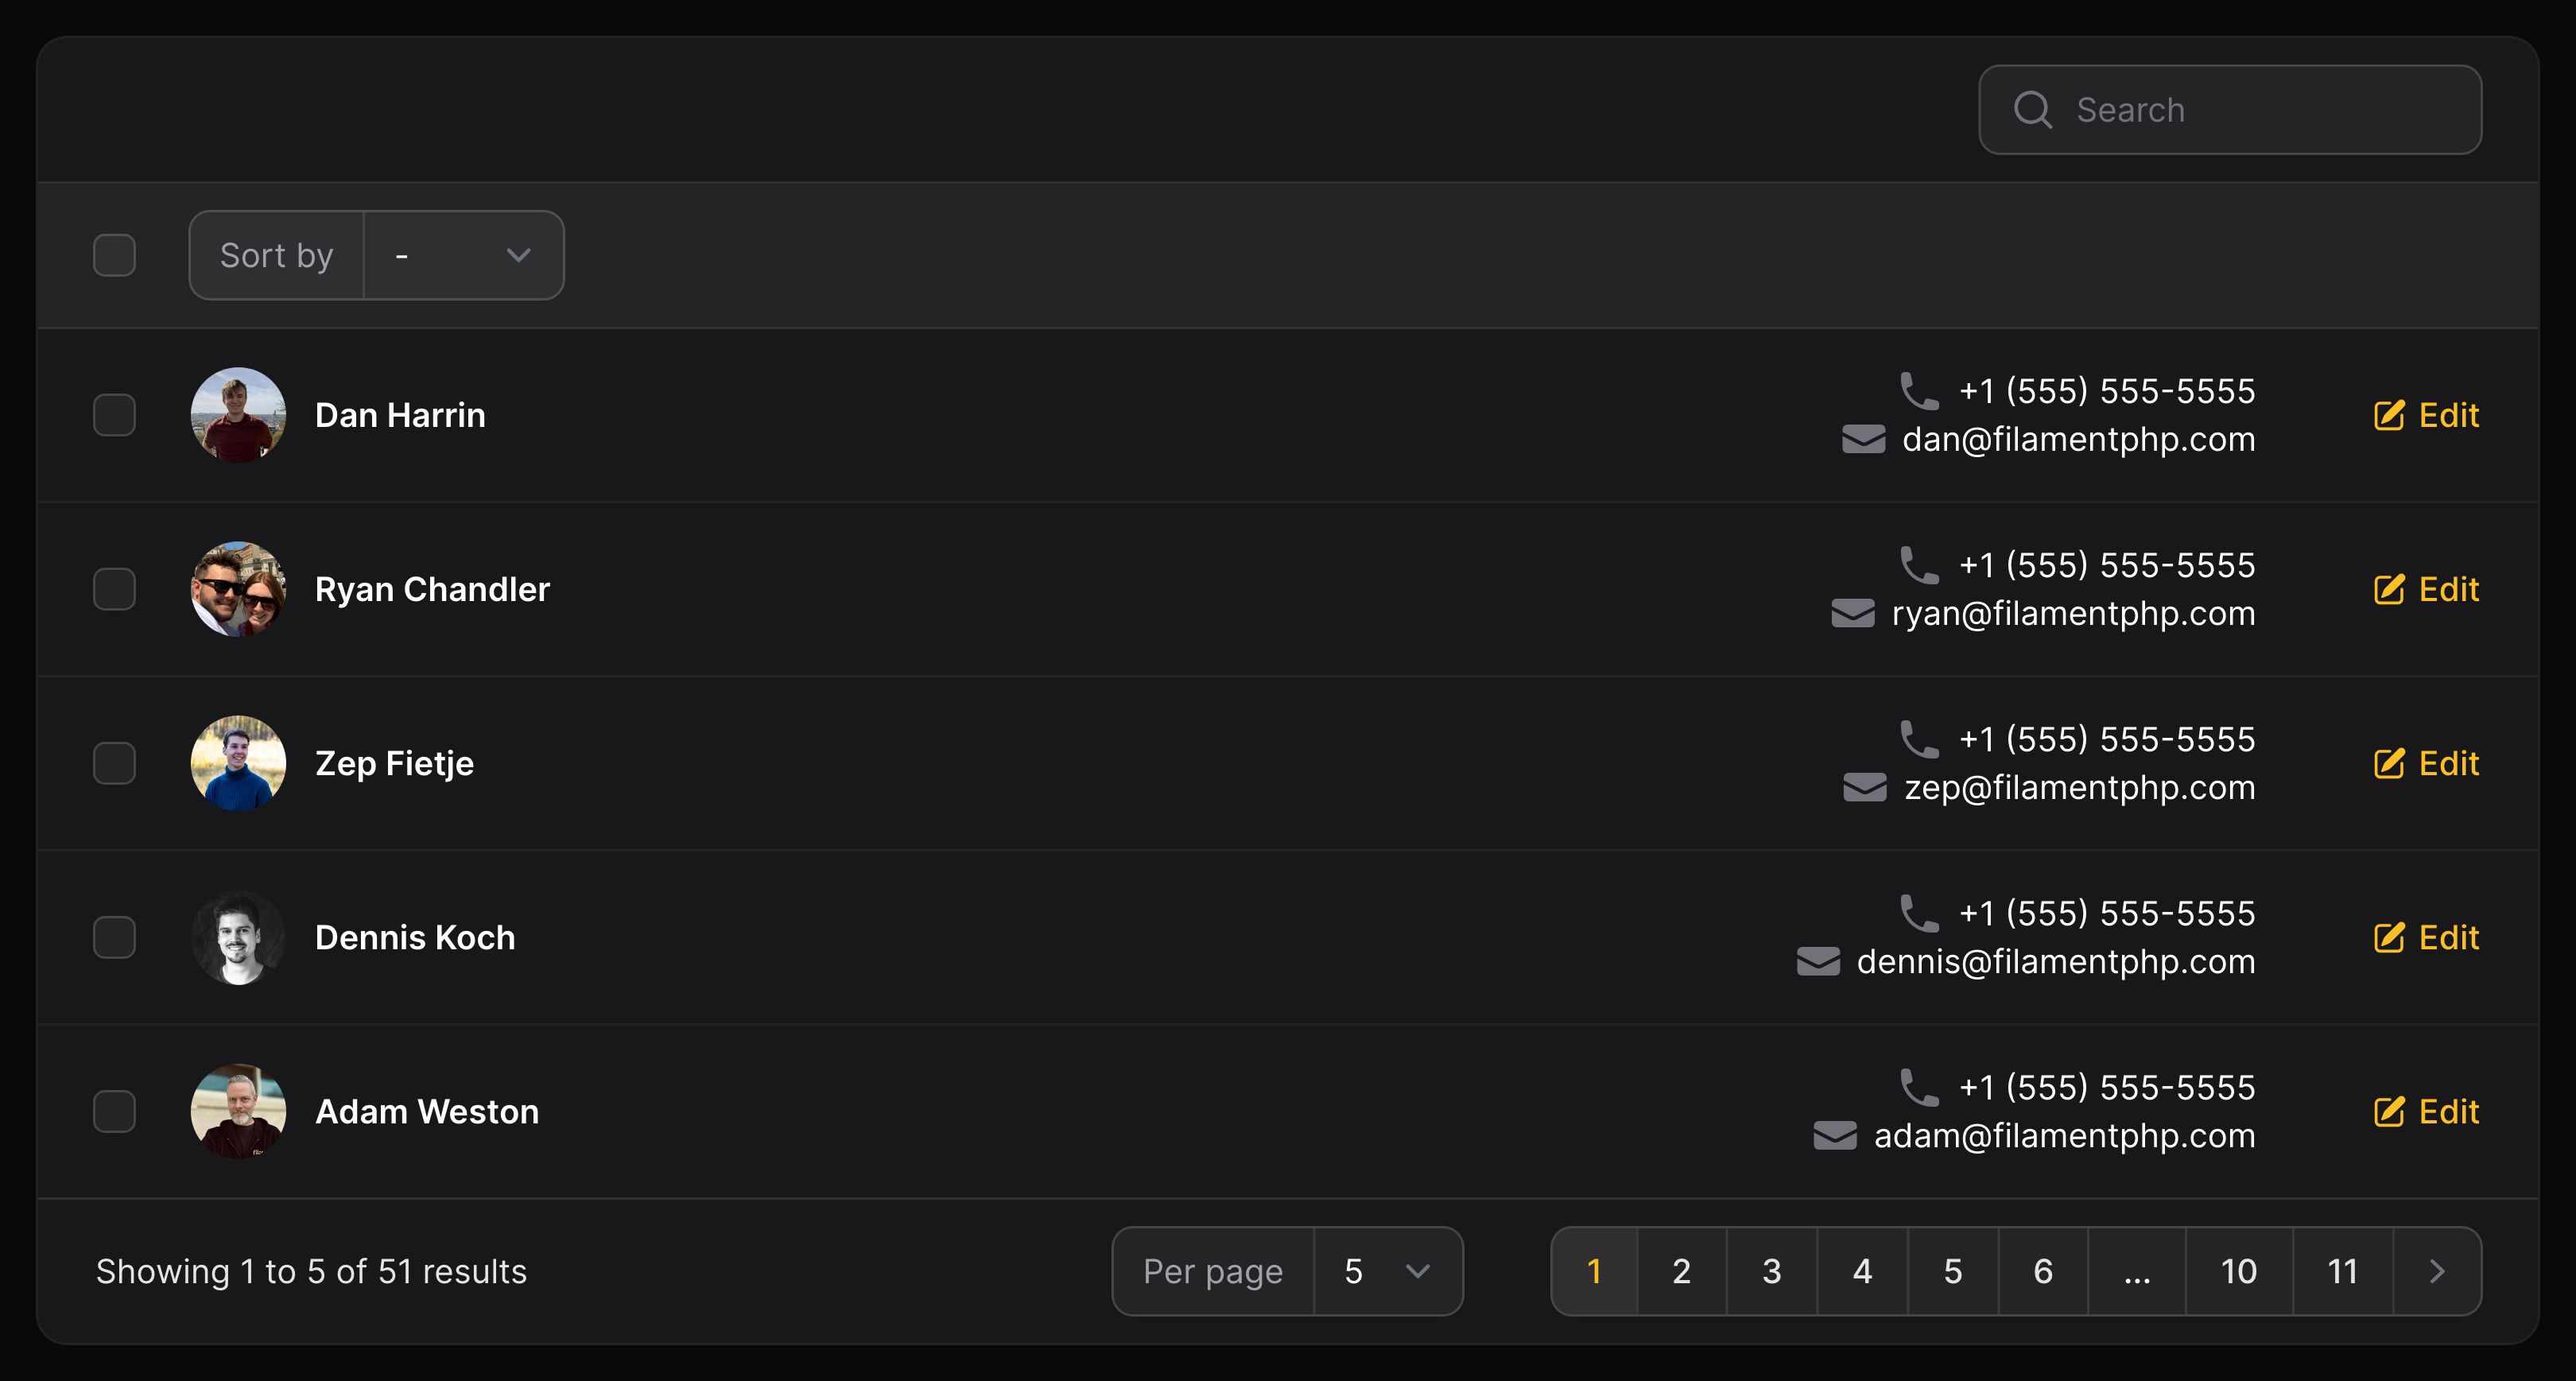 Search
Sort by -
Dan Harrin
+1 (555) 555-5555
dan@filamentphp.com
Edit
Ryan Chandler
+1 (555) 555-5555
ryan@filamentphp.com
Edit
Zep Fietje
+1 (555) 555-5555
zep@filamentphp.com
Edit
Dennis Koch
+1 (555) 555-5555
dennis@filamentphp.com
Edit
Adam Weston
+1 (555) 555-5555
adam@filamentphp.com
Edit
Showing 1 to 5 of 51 results
Per page 5
1 2 3 4 5 6 ... 10 11